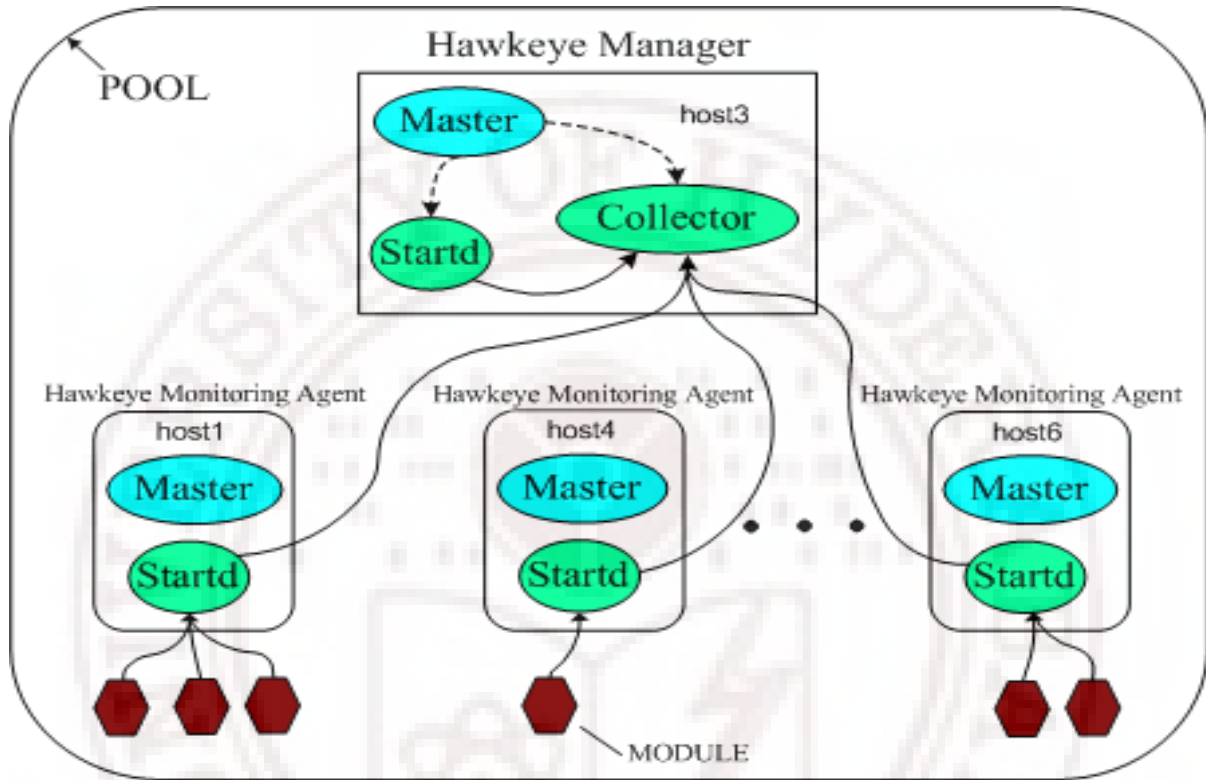 Hawkeye Manager
POOL
Master
host3
Collector
Startd
Hawkeye Monitoring Agent
Hawkeye Monitoring Agent
Hawkeye Monitoring Agent
host1
host4
host6
Master
Master
Master
Startd
Startd
Startd
MODULE